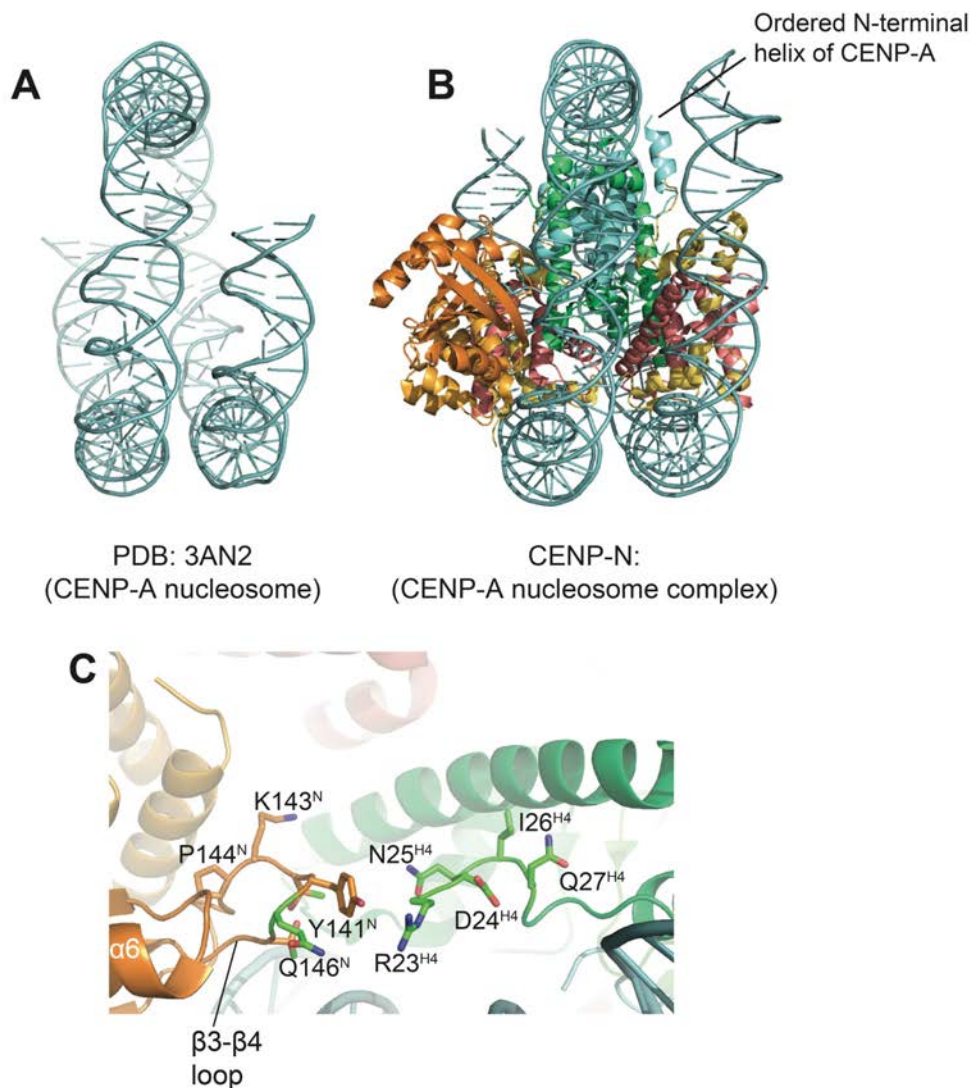 A
B
Ordered N-terminal
helix of CENP-A
PDB: 3AN2
(CENP-A nucleosome)
CENP-N:
(CENP-A nucleosome complex)
C
K143ᴺ
I26ᴴ⁴
P144ᴺ
N25ᴴ⁴
Q27ᴴ⁴
Y141ᴺ
D24ᴴ⁴
α6
Q146ᴺ
R23ᴴ⁴
β3-β4
loop